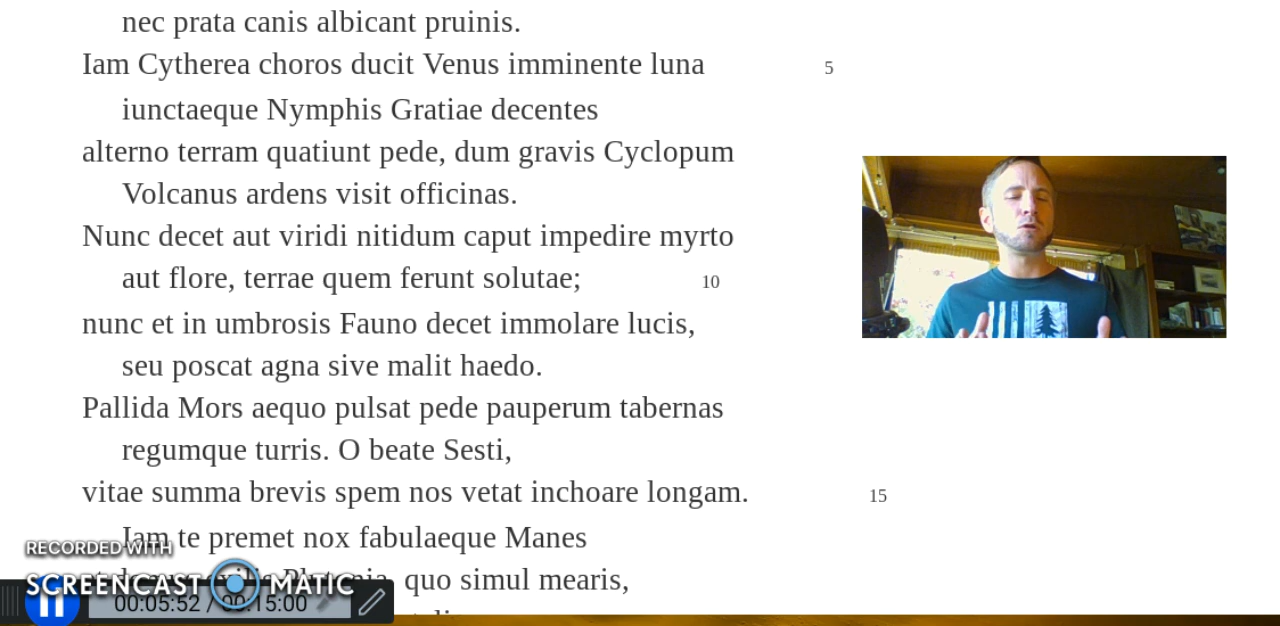 nec prata canis albicant pruinis.
Iam Cytherea choros ducit Venus imminente luna 5
iunctaeque Nymphis Gratiae decentes
alterno terram quatiunt pede, dum gravis Cyclopum
Volcanus ardens visit officinas.
Nunc decet aut viridi nitidum caput impedire myrto
aut flore, terrae quem ferunt solutae; 10
nunc et in umbrosis Fauno decet immolare lucis,
seu poscat agna sive malit haedo.
Pallida Mors aequo pulsat pede pauperum tabernas
regumque turris. O beate Sesti,
vitae summa brevis spem nos vetat inchoare longam. 15
Iam te premet nox fabulaeque Manes
quo simul mearis,
RECORDED WITH
SCREENCAST MATIC
00:05:52 / 00:15:00